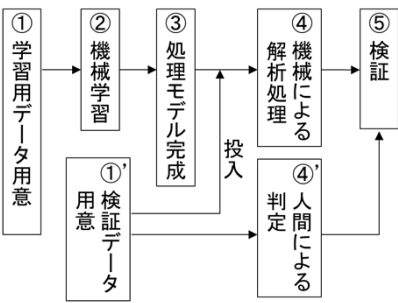 ①学習用データ用意
②機械学習
③処理モデル完成
④機械による
解析処理
⑤検証
投入
①’検証データ
用意
④’人間による
判定